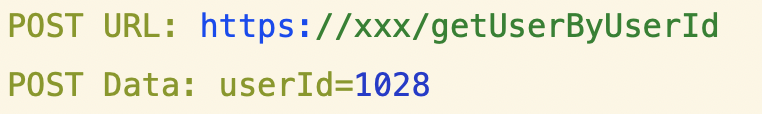 POST URL: https://xxx/getUserByUserId
POST Data: userId=1028